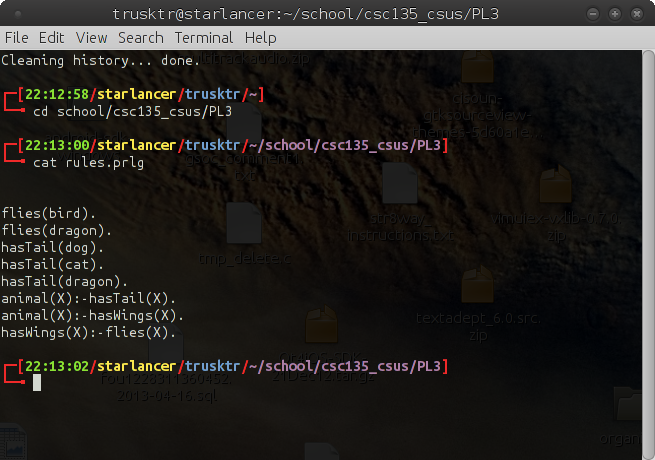 trusktr@starlancer:~/school/csc135_csus/PL3
File Edit View Search Terminal Help
Cleaning history... done.
[22:12:58/starlancer/trusktr/~]
cd school/csc135_csus/PL3
[22:13:00/starlancer/trusktr/~/school/csc135_csus/PL3]
cat rules.prlg
flies(bird).
flies(dragon).
hasTail(dog).
hasTail(cat).
hasTail(dragon).
animal(X):-hasTail(X).
animal(X):-hasWings(X).
hasWings(X):-flies(X).
[22:13:02/starlancer/trusktr/~/school/csc135_csus/PL3]
tmp_delete.c
instructions.txt
zip
textadept_6.0.src.
zip
2013-04-16.sql
organ